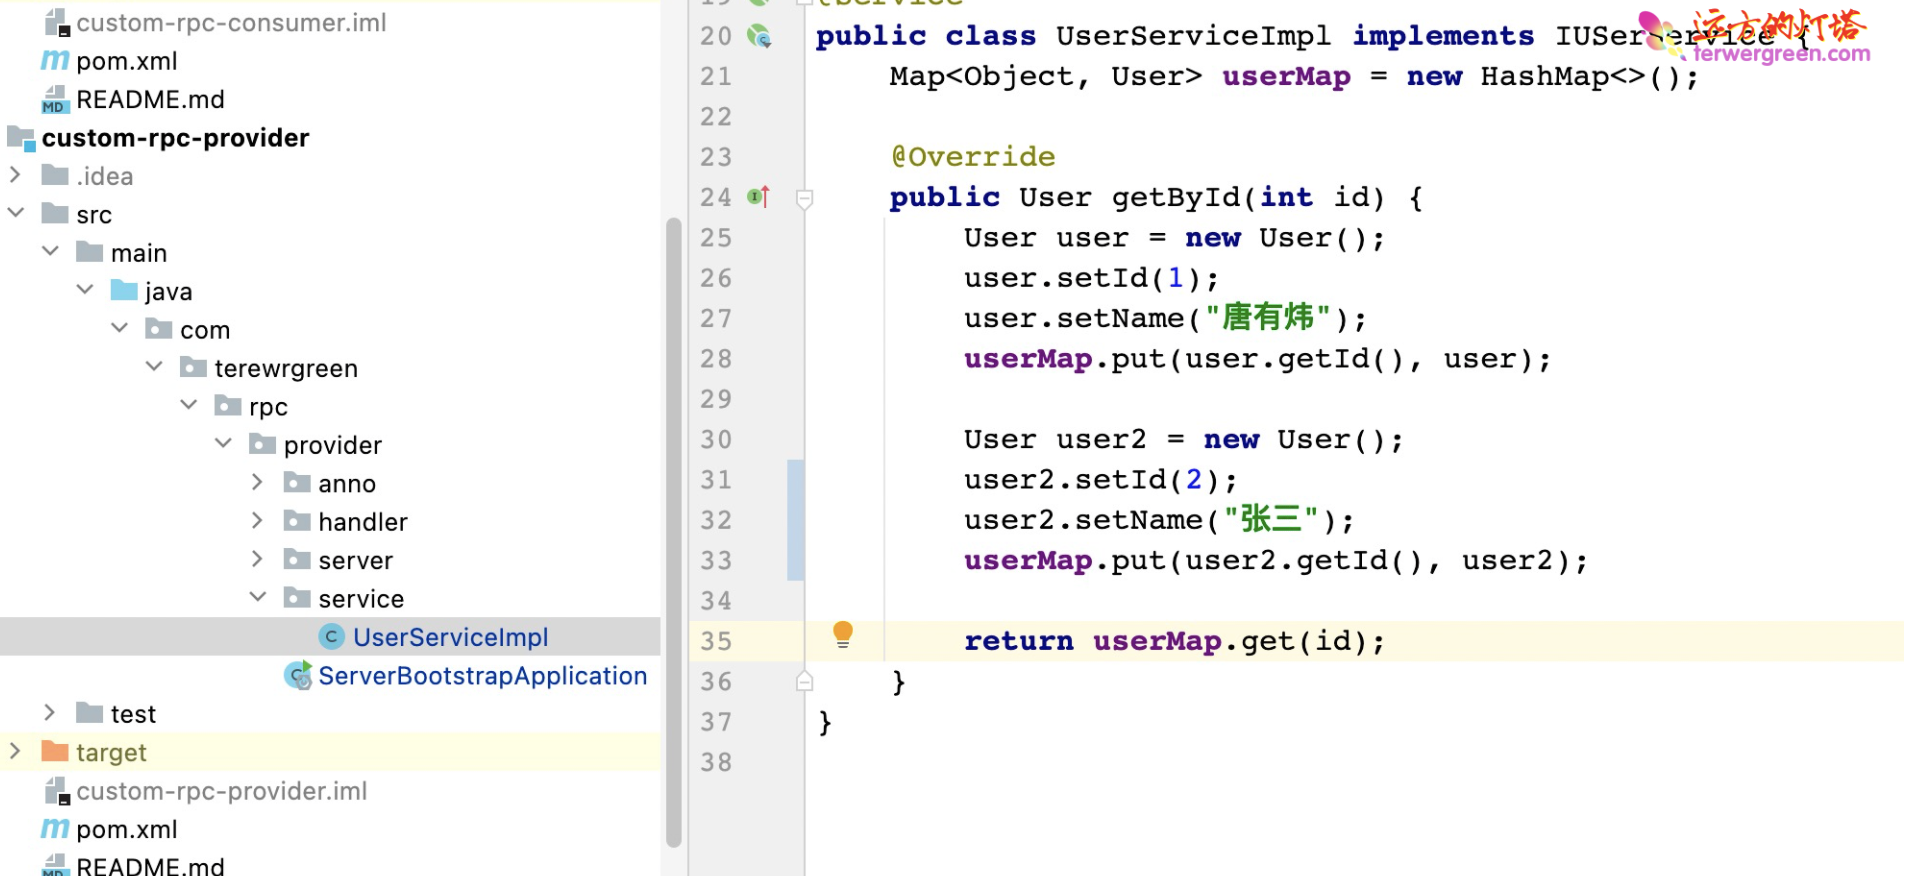 custom-rpc-consumer.iml
pom.xml
README.md
custom-rpc-provider
.idea
src
main
java
com
terewrgreen
rpc
provider
anno
handler
server
service
UserServiceImpl
ServerBootstrapApplication
test
target
custom-rpc-provider.iml
pom.xml
README.md
19 @Service
20 public class UserServiceImpl implements IUSerService {
21 Map<Object, User> userMap = new HashMap<>();
22
23 @Override
24 public User getById(int id) {
25 User user = new User();
26 user.setId(1);
27 user.setName("唐有炜");
28 userMap.put(user.getId(), user);
29
30 User user2 = new User();
31 user2.setId(2);
32 user2.setName("张三");
33 userMap.put(user2.getId(), user2);
34
35 return userMap.get(id);
36 }
37 }
38
远方的灯塔
terwergreen.com